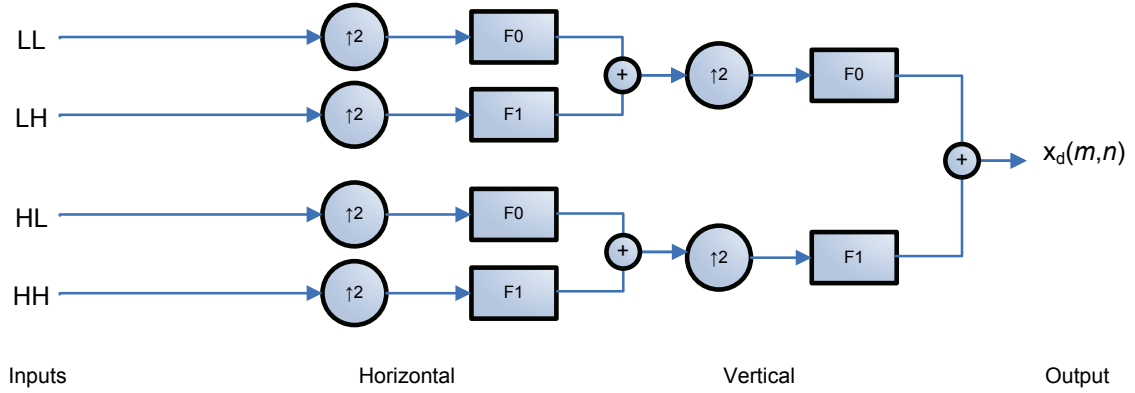 LL
↑2
F0
LH
↑2
F1
+
↑2
F0
+
x_d(m,n)
HL
↑2
F0
HH
↑2
F1
+
↑2
F1
Inputs
Horizontal
Vertical
Output